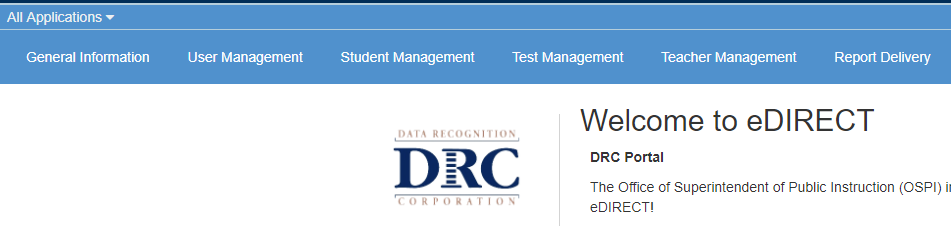 All Applications
General Information User Management Student Management Test Management Teacher Management Report Delivery
Welcome to eDIRECT
DATA RECOGNITION
DRC
CORPORATION
DRC Portal
The Office of Superintendent of Public Instruction (OSPI)
eDIRECT!